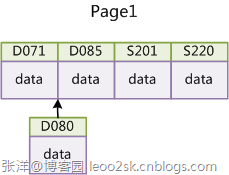 Page1
D071 D085 S201 S220
data data data data
D080
data
张洋@博客园 leoo2sk.cnblogs.com